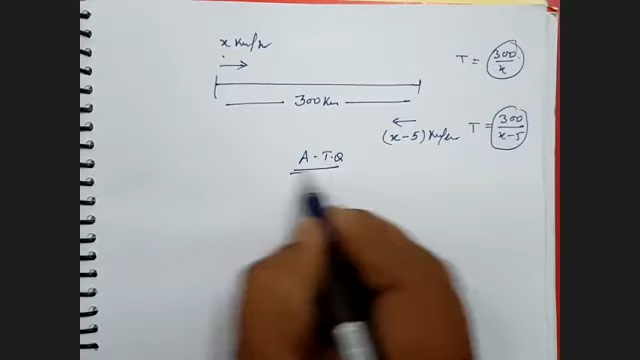 x Km/h
T = 300/x
300 Km
(x-5) Km/h T = 300/x-5
A.T.Q